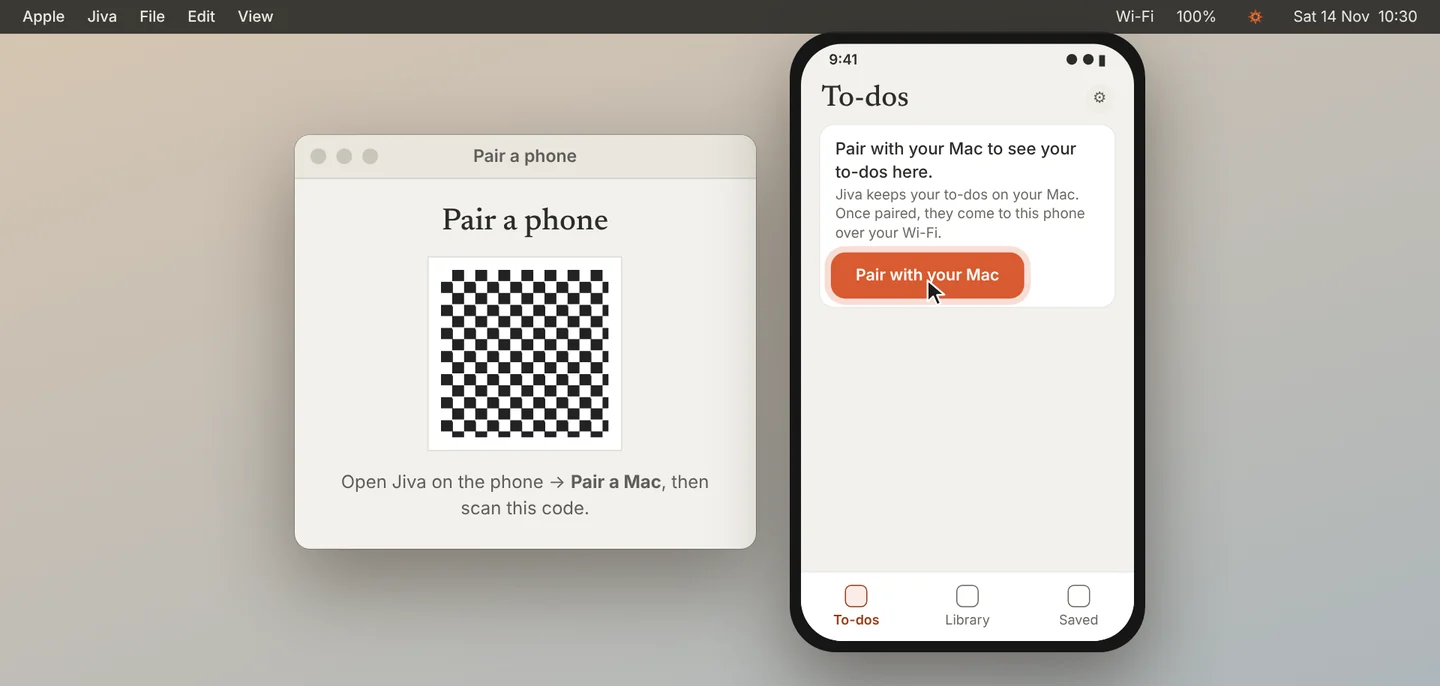 Apple Jiva File Edit View Wi-Fi 100% Sat 14 Nov 10:30
Pair a phone
Pair a phone
Open Jiva on the phone → Pair a Mac, then
scan this code.
9:41
To-dos
Pair with your Mac to see your
to-dos here.
Jiva keeps your to-dos on your Mac.
Once paired, they come to this phone
over your Wi-Fi.
Pair with your Mac
To-dos Library Saved